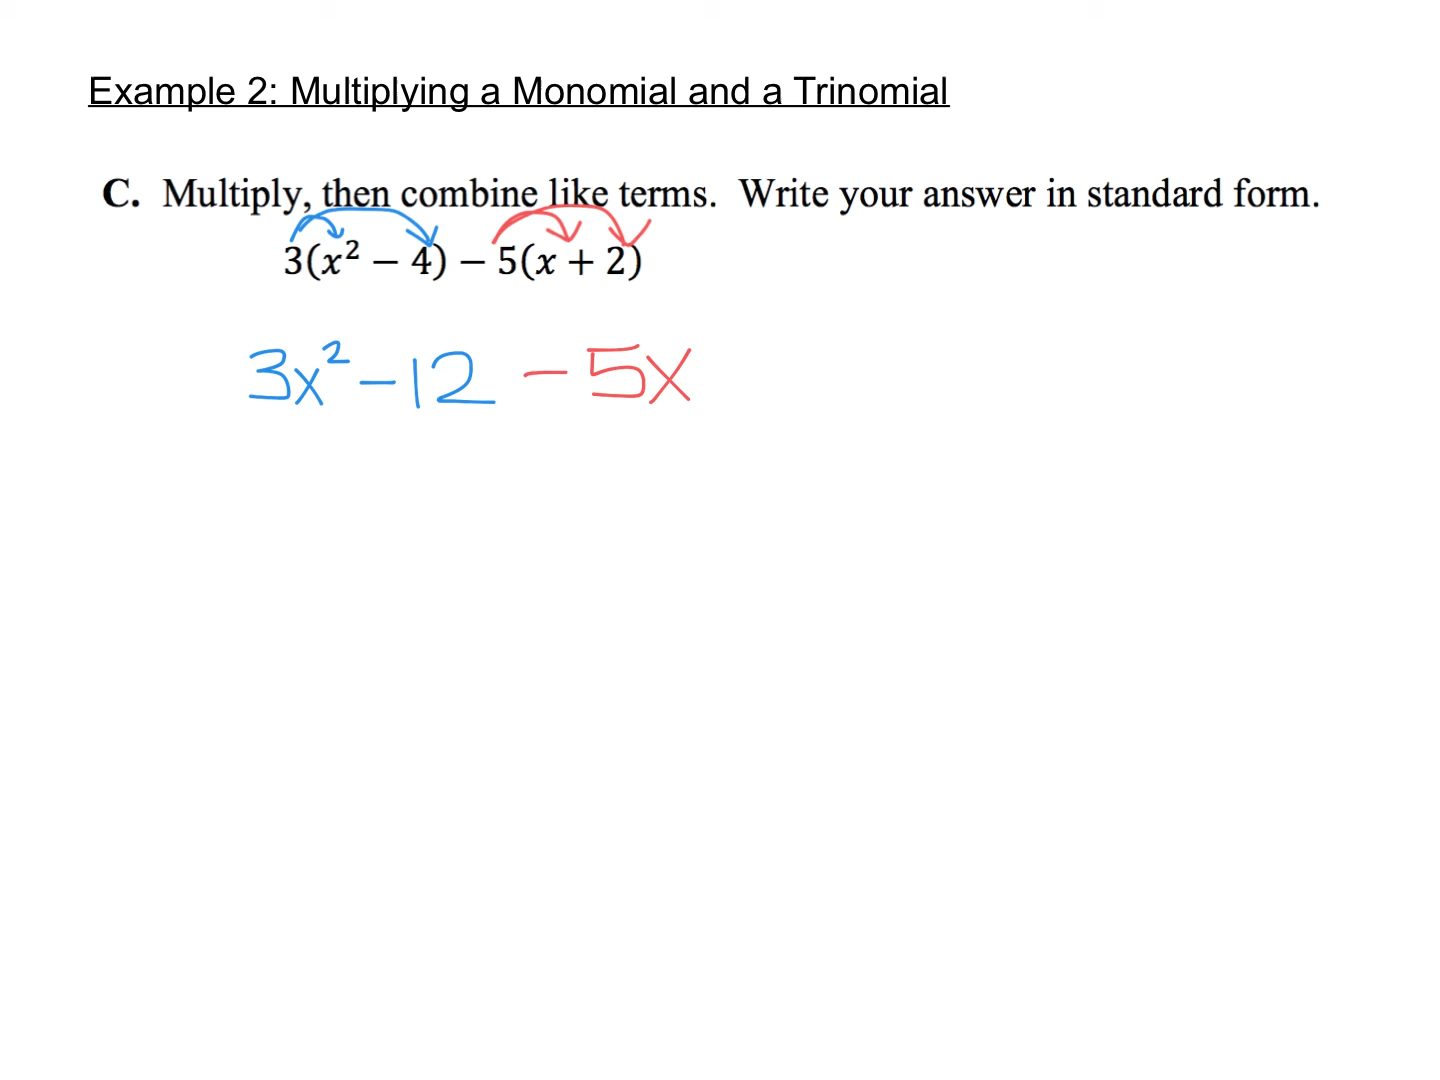 Example 2: Multiplying a Monomial and a Trinomial
C. Multiply, then combine like terms. Write your answer in standard form.
3(x² − 4) − 5(x + 2)
3x² − 12 − 5x